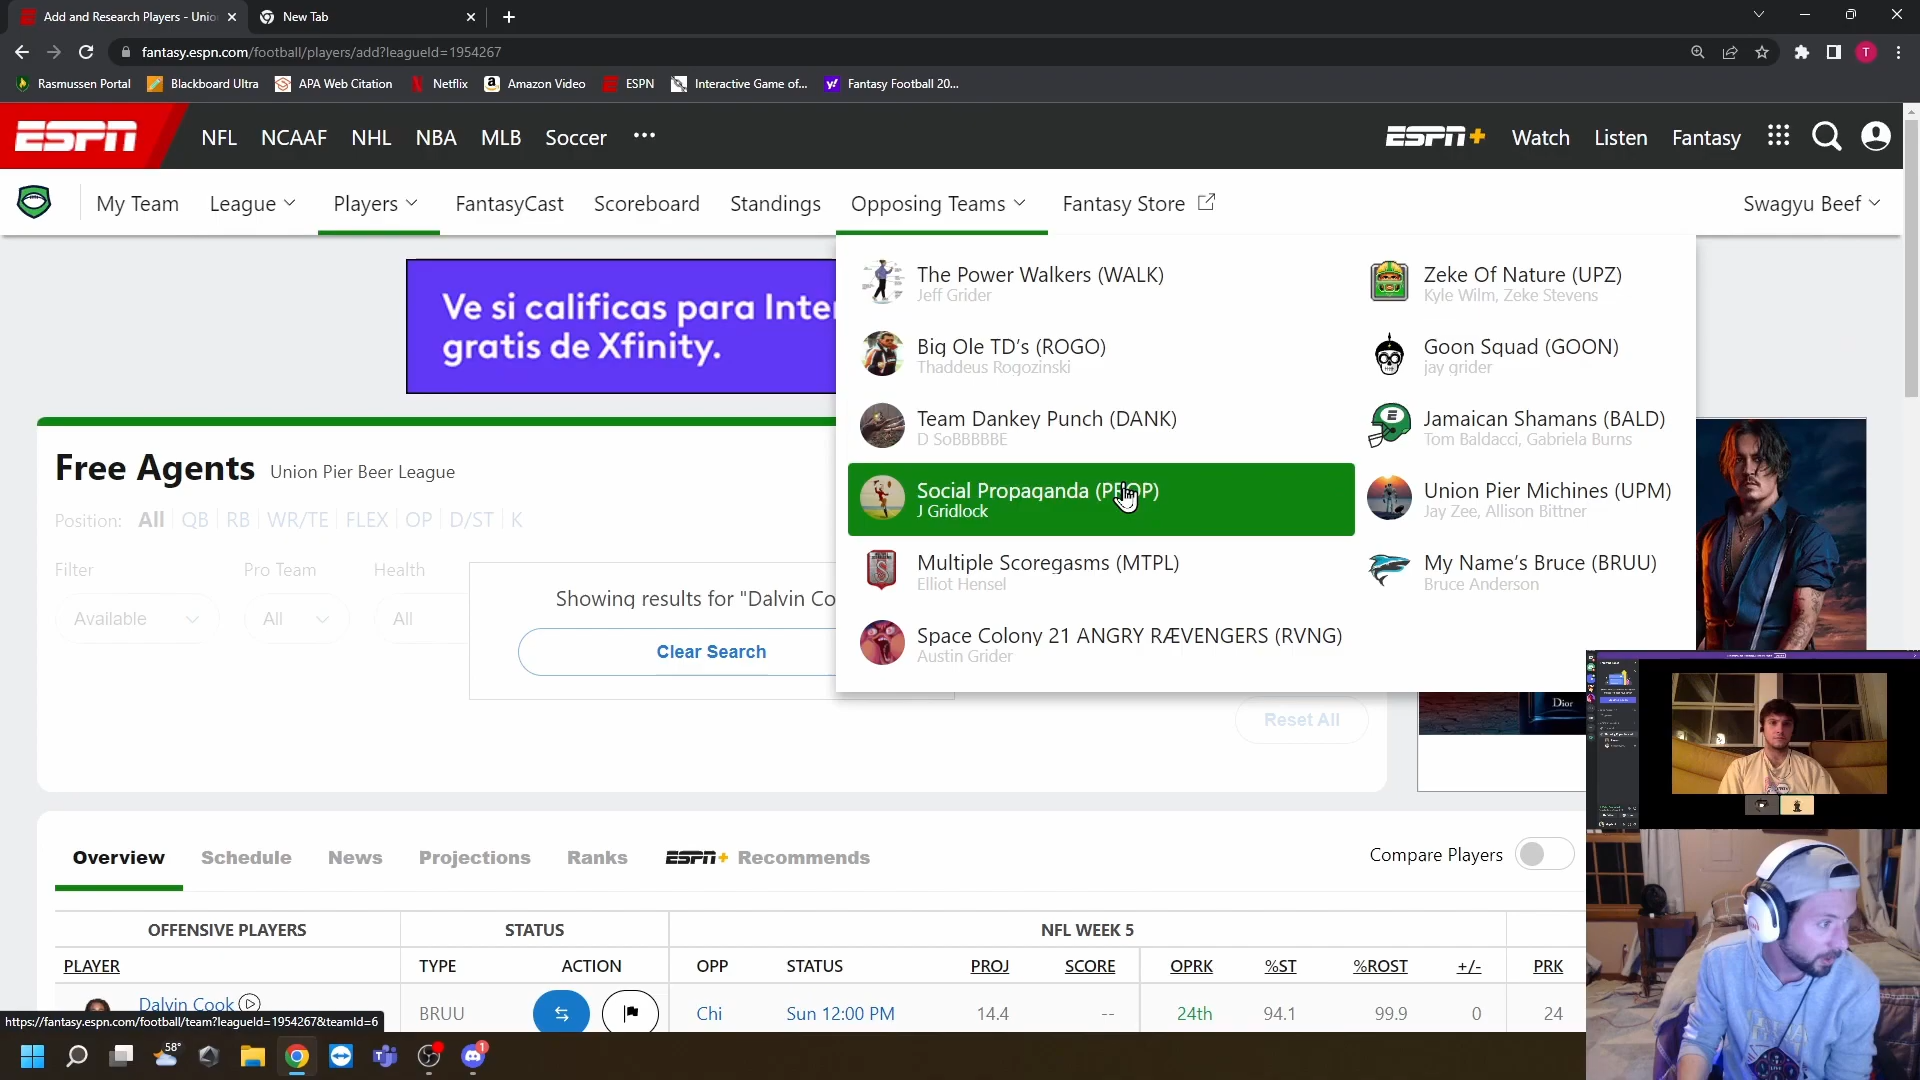 Add and Research Players - Unio
New Tab
fantasy.espn.com/football/players/add?leagueId=1954267
T
Rasmussen Portal
Blackboard Ultra
APA Web Citation
Netflix
Amazon Video
ESPN
Interactive Game of...
Fantasy Football 20...
ESPN
NFL
NCAAF
NHL
NBA
MLB
Soccer
ESPN+
Watch
Listen
Fantasy
My Team
League
Players
FantasyCast
Scoreboard
Standings
Opposing Teams
Fantasy Store
Swagyu Beef
Ve si calificas para Inter
gratis de Xfinity.
The Power Walkers (WALK)
Jeff Grider
Big Ole TD's (ROGO)
Thaddeus Rogozinski
Team Dankey Punch (DANK)
D SoBBBBBE
Social Propaganda (PROP)
J Gridlock
Multiple Scoregasms (MTPL)
Elliot Hensel
Space Colony 21 ANGRY RÆVENGERS (RVNG)
Austin Grider
Zeke Of Nature (UPZ)
Kyle Wilm, Zeke Stevens
Goon Squad (GOON)
jay grider
Jamaican Shamans (BALD)
Tom Baldacci, Gabriela Burns
Union Pier Michines (UPM)
Jay Zee, Allison Bittner
My Name's Bruce (BRUU)
Bruce Anderson
Free Agents Union Pier Beer League
Position: All QB RB WR/TE FLEX OP D/ST K
Filter
Pro Team
Health
Available
All
All
Showing results for "Dalvin Co
Clear Search
Reset All
Dior
Overview
Schedule
News
Projections
Ranks
ESPN+ Recommends
Compare Players
OFFENSIVE PLAYERS
STATUS
NFL WEEK 5
PLAYER
TYPE
ACTION
OPP
STATUS
PROJ
SCORE
OPRK
%ST
%ROST
+/-
PRK
Dalvin Cook
BRUU
Chi
Sun 12:00 PM
14.4
--
24th
94.1
99.9
0
24
https://fantasy.espn.com/football/team?leagueId=1954267&teamId=6
58°
1